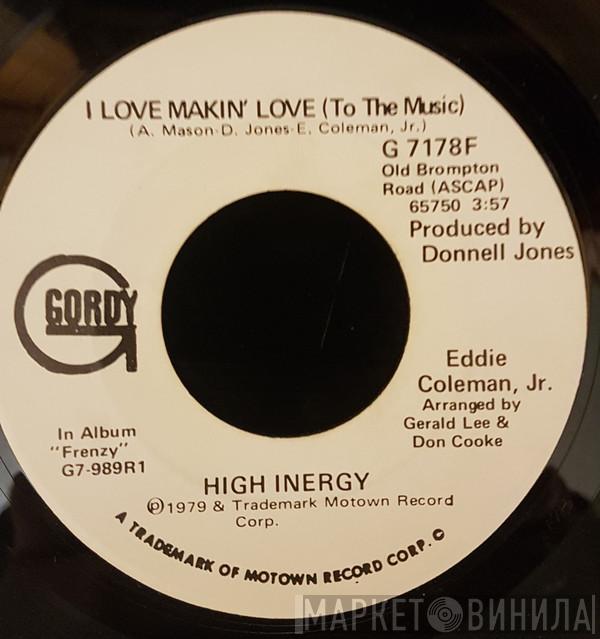 I LOVE MAKIN' LOVE (To The Music)
(A. Mason-D. Jones-E. Coleman, Jr.)
G 7178F
Old Brompton
Road (ASCAP)
65750 3:57
Produced by
Donnell Jones
GORDY
Eddie
Coleman, Jr.
Arranged by
Gerald Lee &
Don Cooke
In Album
"Frenzy"
G7-989R1
HIGH INERGY
Ⓟ1979 & Trademark Motown Record
Corp.
A TRADEMARK OF MOTOWN RECORD CORP. ©
МАРКЕТ ВИНИЛА